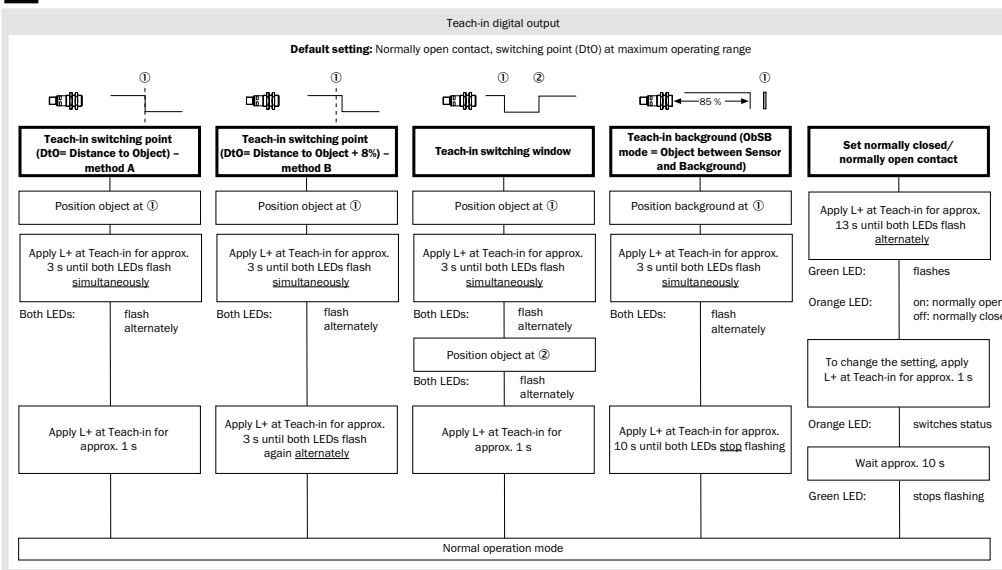 Teach-in digital output
Default setting: Normally open contact, switching point (DtO) at maximum operating range
①
Teach-in switching point
(DtO= Distance to Object) –
method A
Position object at ①
Apply L+ at Teach-in for approx.
3 s until both LEDs flash
simultaneously
Both LEDs: flash
alternately
Apply L+ at Teach-in for
approx. 1 s
①
Teach-in switching point
(DtO= Distance to Object + 8%) –
method B
Position object at ①
Apply L+ at Teach-in for approx.
3 s until both LEDs flash
simultaneously
Both LEDs: flash
alternately
Apply L+ at Teach-in for approx.
3 s until both LEDs flash
again alternately
① ②
Teach-in switching window
Position object at ①
Apply L+ at Teach-in for approx.
3 s until both LEDs flash
simultaneously
Both LEDs: flash
alternately
Position object at ②
Both LEDs: flash
alternately
Apply L+ at Teach-in for
approx. 1 s
①
85 %
Teach-in background (ObSB
mode = Object between Sensor
and Background)
Position background at ①
Apply L+ at Teach-in for approx.
3 s until both LEDs flash
simultaneously
Both LEDs: flash
alternately
Apply L+ at Teach-in for approx.
10 s until both LEDs stop flashing
Set normally closed/
normally open contact
Apply L+ at Teach-in for approx.
13 s until both LEDs flash
alternately
Green LED: flashes
Orange LED: on: normally open
off: normally close
To change the setting, apply
L+ at Teach-in for approx. 1 s
Orange LED: switches status
Wait approx. 10 s
Green LED: stops flashing
Normal operation mode